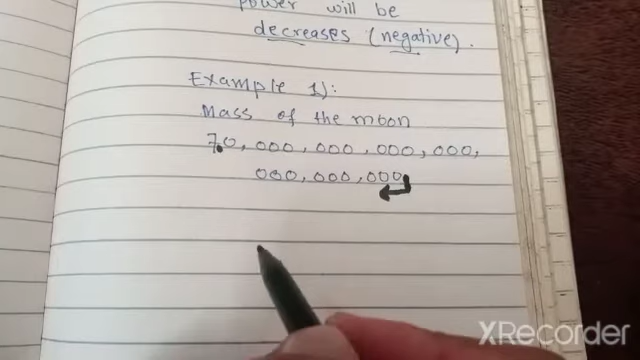 power will be
decreases (negative).
Example 1):
Mass of the moon
7.0,000,000,000,000,
000,000,000
XRecorder